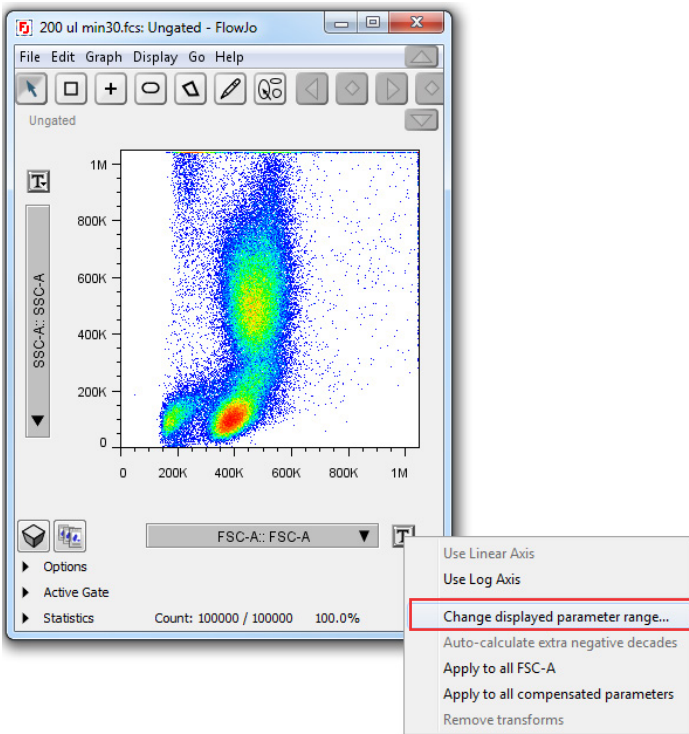 200 ul min30.fcs: Ungated - FlowJo
File Edit Graph Display Go Help
Ungated
T
1M
800K
600K
400K
200K
0
SSC-A:: SSC-A
0 200K 400K 600K 800K 1M
FSC-A:: FSC-A
T
Options
Active Gate
Statistics Count: 100000 / 100000 100.0%
Use Linear Axis
Use Log Axis
Change displayed parameter range...
Auto-calculate extra negative decades
Apply to all FSC-A
Apply to all compensated parameters
Remove transforms